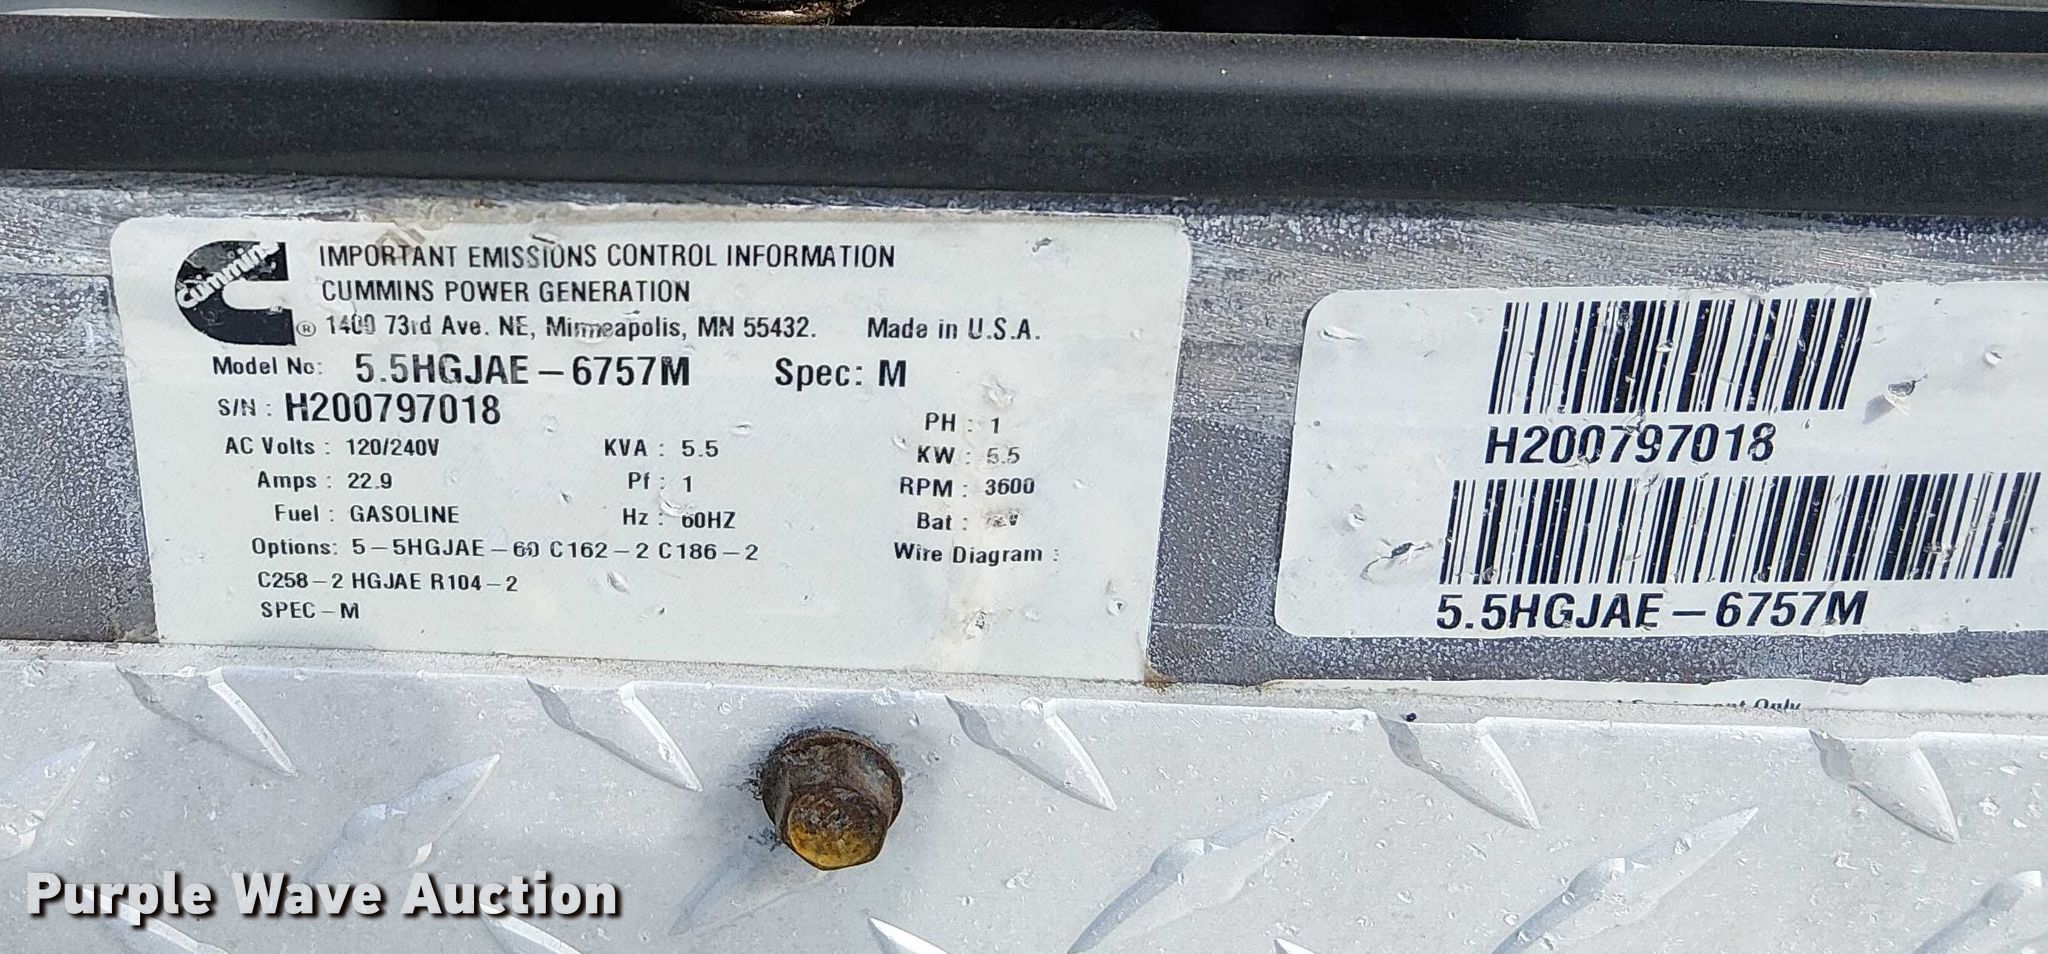 Cummins
IMPORTANT EMISSIONS CONTROL INFORMATION
CUMMINS POWER GENERATION
® 1400 73rd Ave. NE, Minneapolis, MN 55432. Made in U.S.A.
Model No: 5.5HGJAE-6757M Spec: M
S/N: H200797018
PH: 1
AC Volts: 120/240V KVA: 5.5 KW: 5.5
Amps: 22.9 Pf: 1 RPM: 3600
Fuel: GASOLINE Hz: 60HZ Bat:
Options: 5-5HGJAE-60 C162-2 C186-2 Wire Diagram:
C258-2 HGJAE R104-2
SPEC-M
H200797018
5.5HGJAE-6757M
Only
Purple Wave Auction